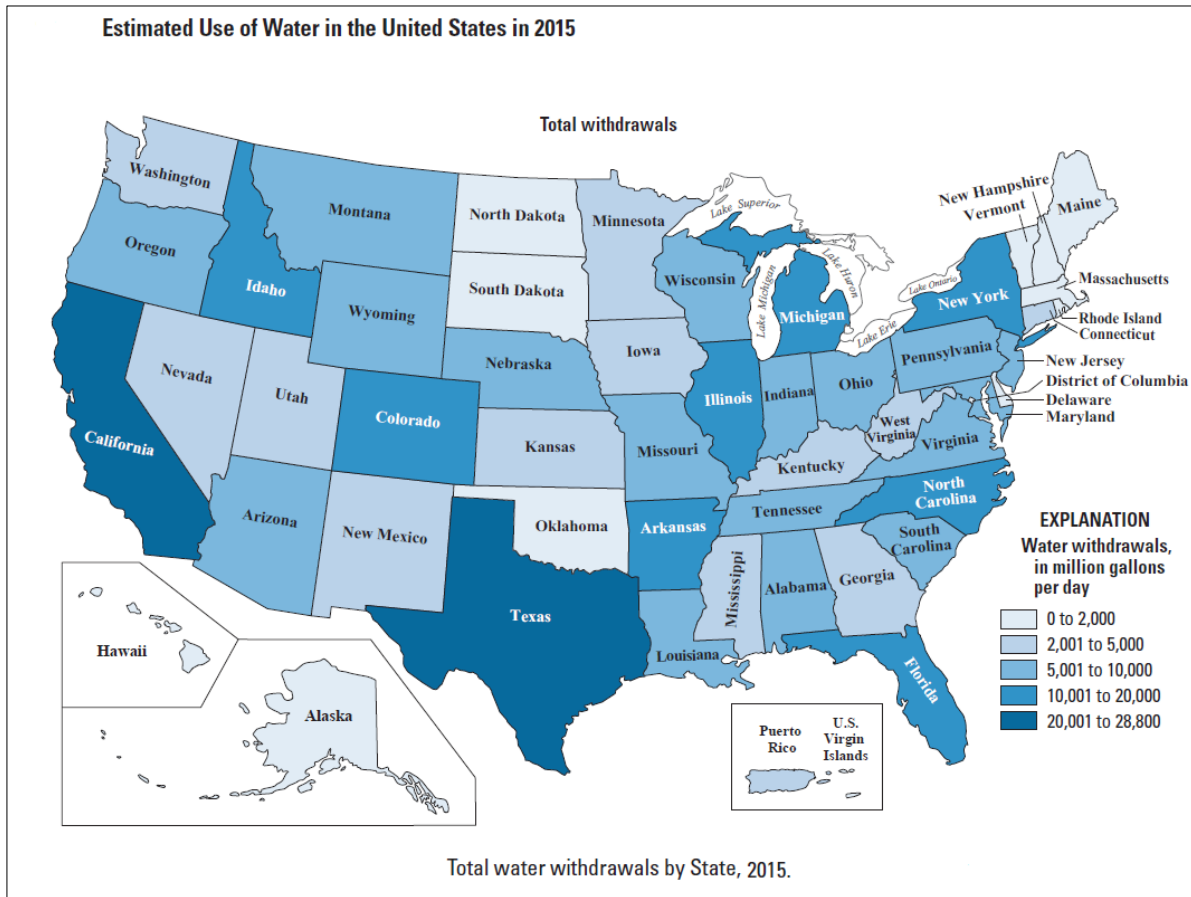 Estimated Use of Water in the United States in 2015
Total withdrawals
Washington
Oregon
Idaho
Montana
Wyoming
North Dakota
South Dakota
Nebraska
Minnesota
Iowa
Wisconsin
Lake Superior
Lake Michigan
Lake Huron
Michigan
Lake Erie
Lake Ontario
New York
New Hampshire
Vermont
Maine
Massachusetts
Rhode Island
Connecticut
New Jersey
District of Columbia
Delaware
Maryland
Pennsylvania
Ohio
Indiana
Illinois
West
Virginia
Virginia
Kentucky
North
Carolina
South
Carolina
Tennessee
Georgia
Alabama
Mississippi
Florida
Louisiana
Arkansas
Missouri
Kansas
Oklahoma
Texas
Colorado
New Mexico
Utah
Nevada
Arizona
California
Hawaii
Alaska
Puerto
Rico
U.S.
Virgin
Islands
EXPLANATION
Water withdrawals,
in million gallons
per day
0 to 2,000
2,001 to 5,000
5,001 to 10,000
10,001 to 20,000
20,001 to 28,800
Total water withdrawals by State, 2015.